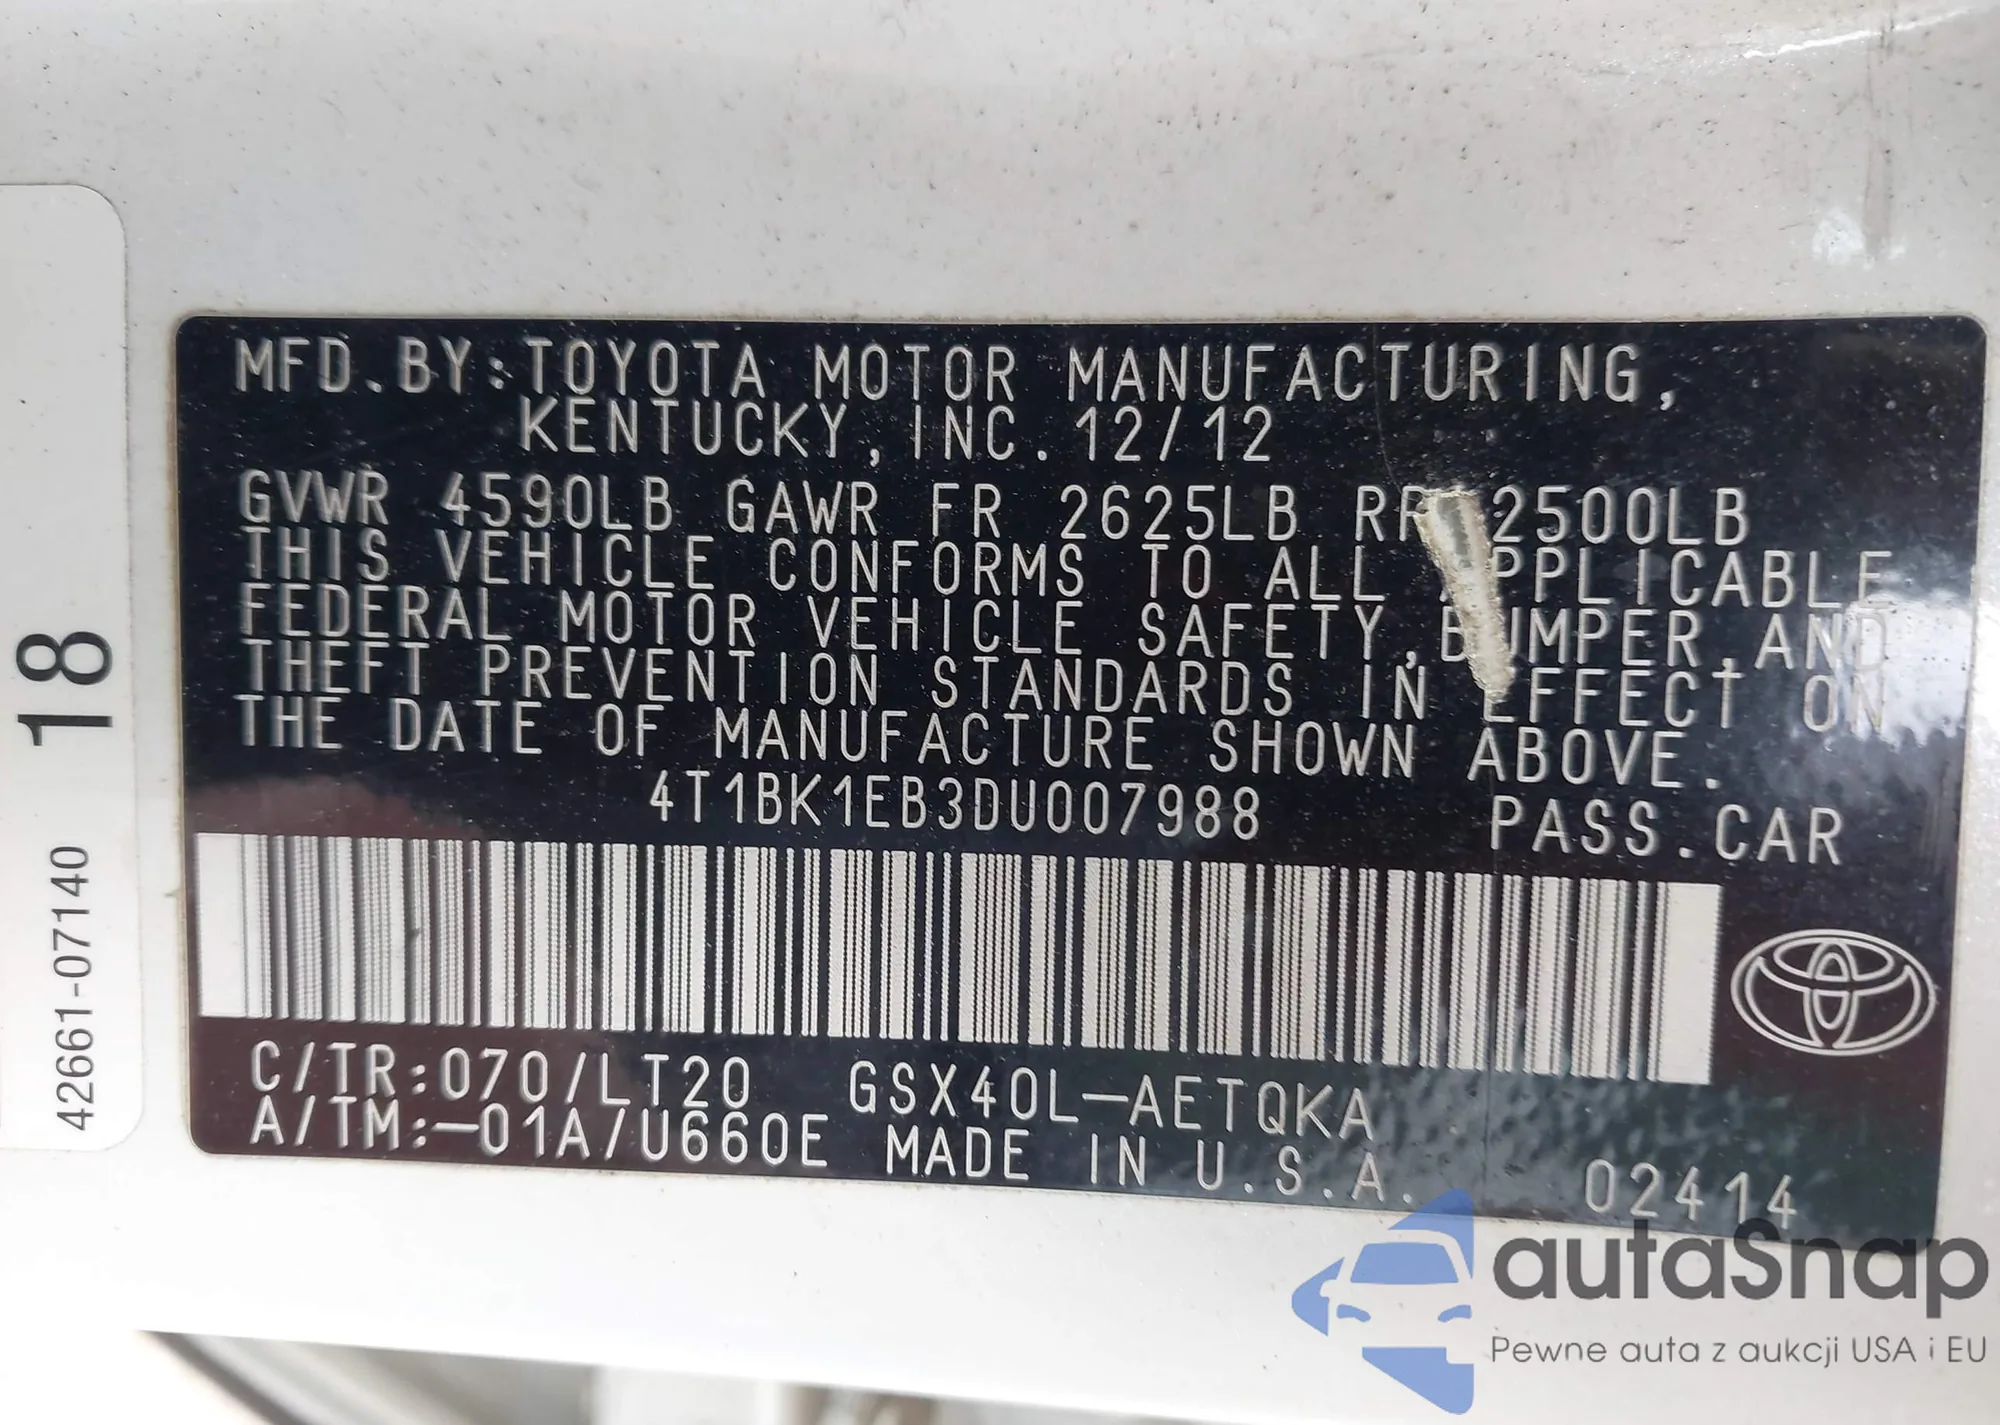 MFD.BY:TOYOTA MOTOR MANUFACTURING,
KENTUCKY,INC. 12/12
GVWR 4590LB GAWR FR 2625LB RR 2500LB
THIS VEHICLE CONFORMS TO ALL APPLICABLE
FEDERAL MOTOR VEHICLE SAFETY,BUMPER,AND
THEFT PREVENTION STANDARDS IN EFFECT ON
THE DATE OF MANUFACTURE SHOWN ABOVE.
4T1BK1EB3DU007988 PASS.CAR
C/TR:070/LT20 GSX40L-AETQKA
A/TM:-01A/U660E MADE IN U.S.A.
02414
18
42661-07140
autaSnap
Pewne auta z aukcji USA i EU